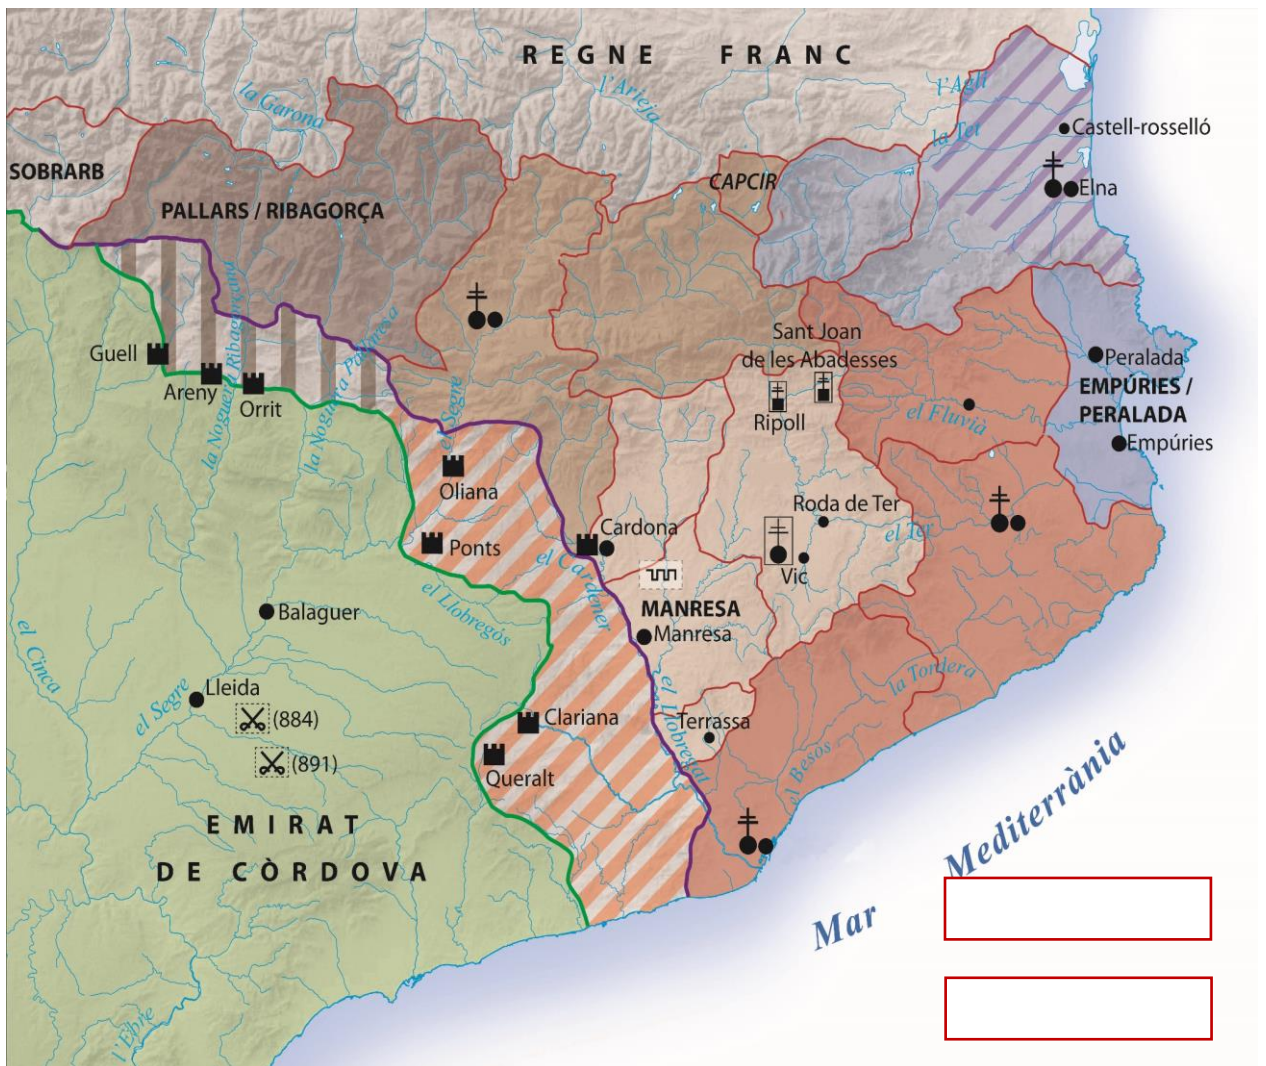 REGNE FRANC
la Garona
l'Arieja
l'Aglí
la Tet
Castell-rosselló
SOBRARB
CAPCIR
Elna
PALLARS / RIBAGORÇA
la Noguera Ribagorçana
la Noguera Pallaresa
Sant Joan
de les Abadesses
Guell
Areny
Orrit
Peralada
EMPÚRIES /
PERALADA
el Segre
Ripoll
el Fluvià
Empúries
Oliana
Roda de Ter
Ponts
Cardona
el Ter
el Cardener
Vic
el Llobregós
MANRESA
Manresa
Balaguer
el Cinca
Lleida
el Segre
(884)
Clariana
el Llobregat
Terrassa
la Tordera
(891)
Queralt
el Besòs
EMIRAT
DE CÒRDOVA
Mar Mediterrània
l'Ebre